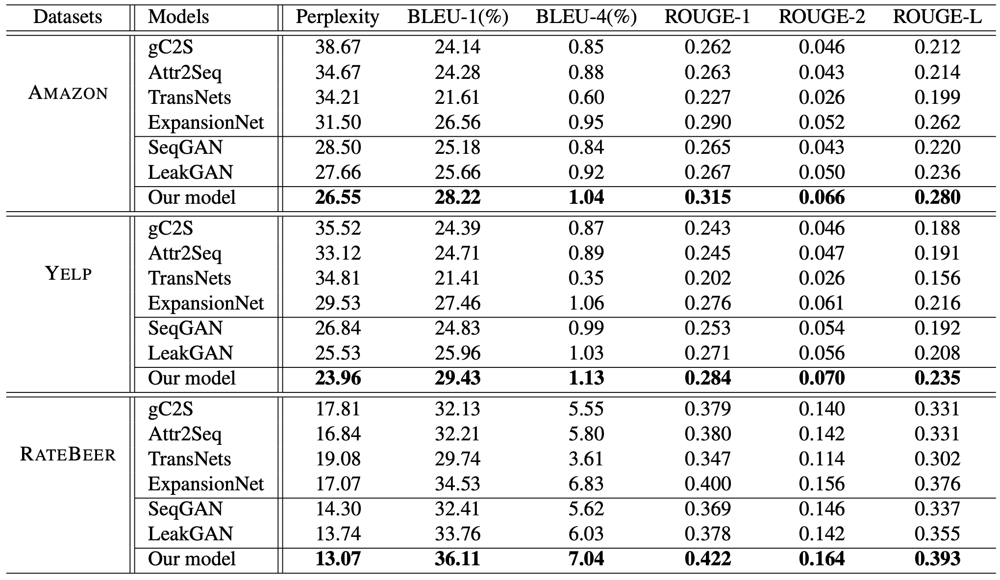 Datasets Models Perplexity BLEU-1(%) BLEU-4(%) ROUGE-1 ROUGE-2 ROUGE-L
gC2S 38.67 24.14 0.85 0.262 0.046 0.212
Attr2Seq 34.67 24.28 0.88 0.263 0.043 0.214
AMAZON
TransNets 34.21 21.61 0.60 0.227 0.026 0.199
ExpansionNet 31.50 26.56 0.95 0.290 0.052 0.262
SeqGAN 28.50 25.18 0.84 0.265 0.043 0.220
LeakGAN 27.66 25.66 0.92 0.267 0.050 0.236
Our model 26.55 28.22 1.04 0.315 0.066 0.280
gC2S 35.52 24.39 0.87 0.243 0.046 0.188
Attr2Seq 33.12 24.71 0.89 0.245 0.047 0.191
YELP
TransNets 34.81 21.41 0.35 0.202 0.026 0.156
ExpansionNet 29.53 27.46 1.06 0.276 0.061 0.216
SeqGAN 26.84 24.83 0.99 0.253 0.054 0.192
LeakGAN 25.53 25.96 1.03 0.271 0.056 0.208
Our model 23.96 29.43 1.13 0.284 0.070 0.235
gC2S 17.81 32.13 5.55 0.379 0.140 0.331
Attr2Seq 16.84 32.21 5.80 0.380 0.142 0.331
RATEBEER
TransNets 19.08 29.74 3.61 0.347 0.114 0.302
ExpansionNet 17.07 34.53 6.83 0.400 0.156 0.376
SeqGAN 14.30 32.41 5.62 0.369 0.146 0.337
LeakGAN 13.74 33.76 6.03 0.378 0.142 0.355
Our model 13.07 36.11 7.04 0.422 0.164 0.393